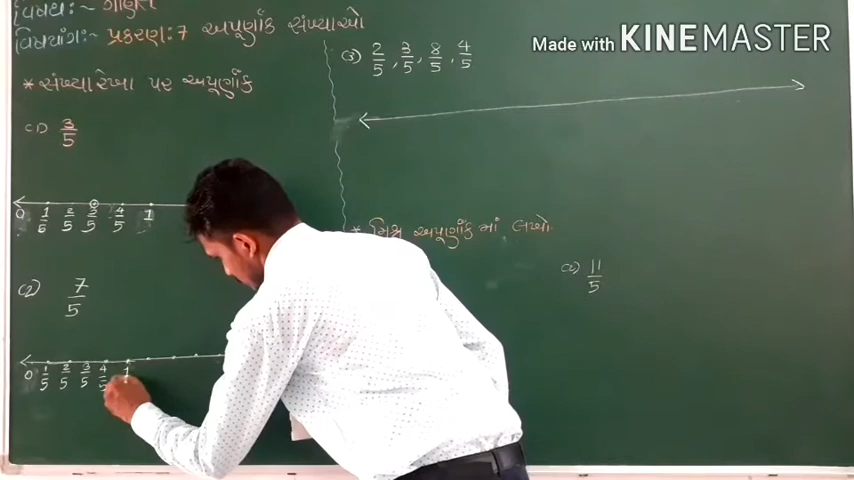 વિષય:~ ગણિત
વિષયાંગ:~ પ્રકરણ:7 અપૂર્ણાંક સંખ્યાઓ
*સંખ્યારેખા પર અપૂર્ણાંક
(1) 3/5
0 1/5 2/5 3/5 4/5 1
(2) 7/5
0 1/5 2/5 3/5 4/5 1
(3) 2/5, 3/5, 8/5, 4/5
* મિશ્ર અપૂર્ણાંક માં લખો.
11/5
Made with KINEMASTER